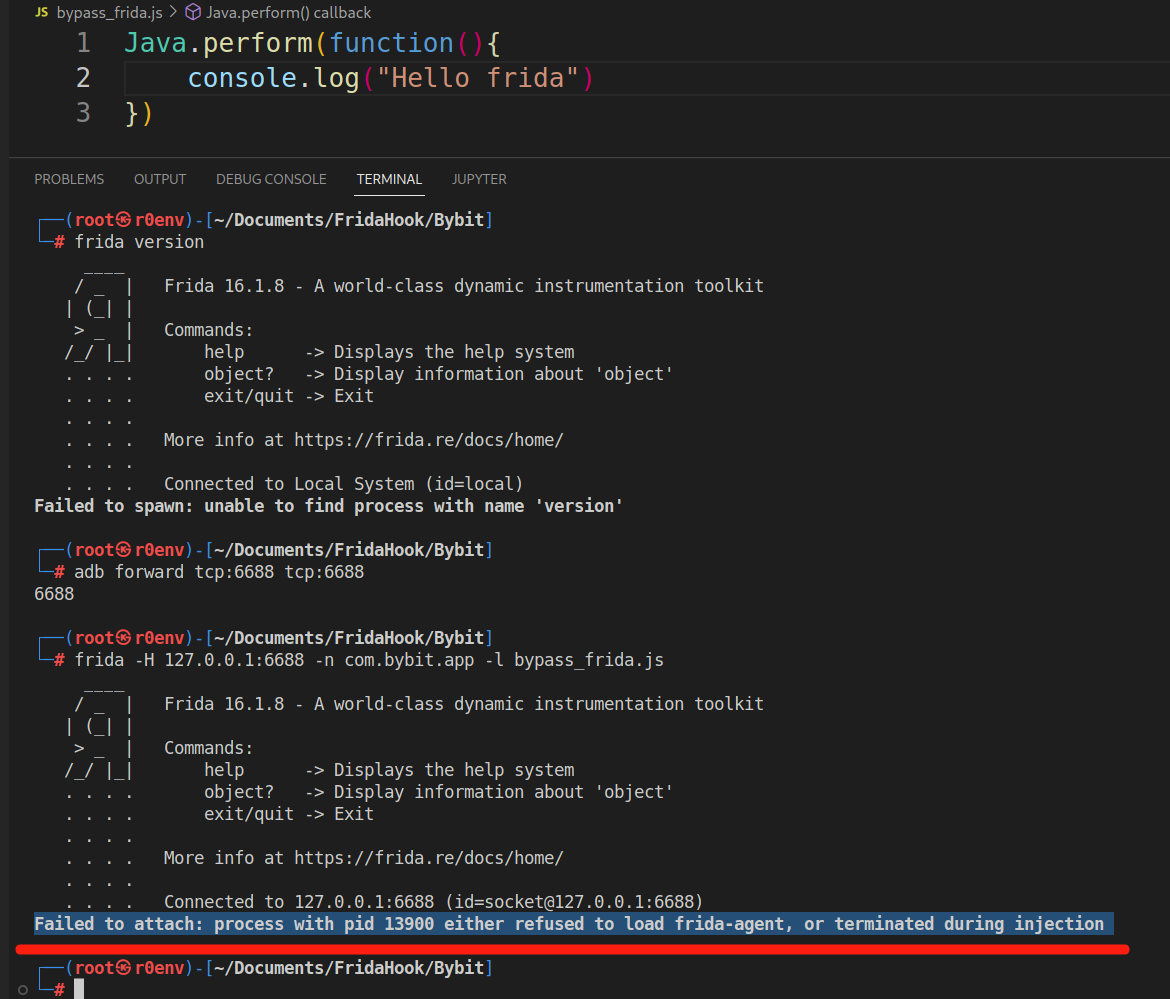 JS bypass_frida.js > Java.perform() callback
1 Java.perform(function(){
2     console.log("Hello frida")
3 })
PROBLEMS OUTPUT DEBUG CONSOLE TERMINAL JUPYTER
┌──(root㉿r0env)-[~/Documents/FridaHook/Bybit]
└─# frida version
     ____
    / _  |   Frida 16.1.8 - A world-class dynamic instrumentation toolkit
   | (_| |
    > _  |   Commands:
   /_/ |_|       help      -> Displays the help system
   . . . .       object?   -> Display information about 'object'
   . . . .       exit/quit -> Exit
   . . . .
   . . . .   More info at https://frida.re/docs/home/
   . . . .
   . . . .   Connected to Local System (id=local)
Failed to spawn: unable to find process with name 'version'
┌──(root㉿r0env)-[~/Documents/FridaHook/Bybit]
└─# adb forward tcp:6688 tcp:6688
6688
┌──(root㉿r0env)-[~/Documents/FridaHook/Bybit]
└─# frida -H 127.0.0.1:6688 -n com.bybit.app -l bypass_frida.js
     ____
    / _  |   Frida 16.1.8 - A world-class dynamic instrumentation toolkit
   | (_| |
    > _  |   Commands:
   /_/ |_|       help      -> Displays the help system
   . . . .       object?   -> Display information about 'object'
   . . . .       exit/quit -> Exit
   . . . .
   . . . .   More info at https://frida.re/docs/home/
   . . . .
   . . . .   Connected to 127.0.0.1:6688 (id=socket@127.0.0.1:6688)
Failed to attach: process with pid 13900 either refused to load frida-agent, or terminated during injection
┌──(root㉿r0env)-[~/Documents/FridaHook/Bybit]
└─#